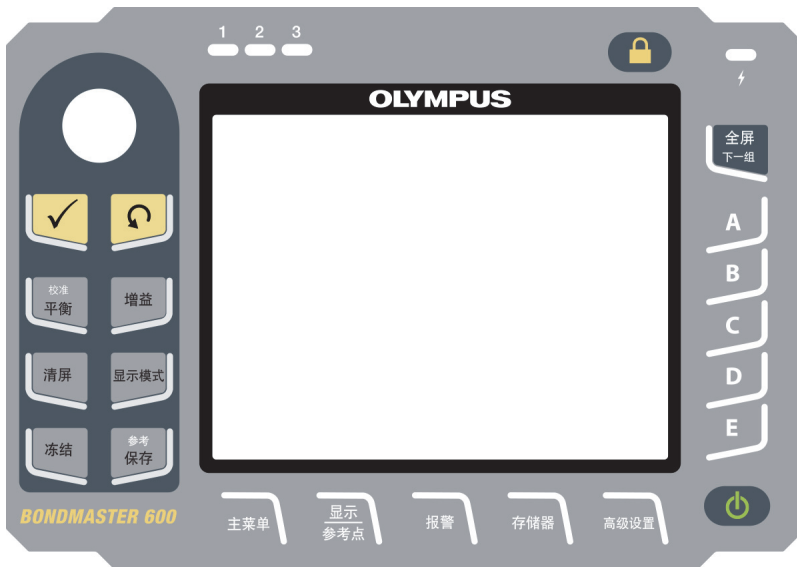 1 2 3
OLYMPUS
全屏
下一组
A
B
C
D
E
校准
平衡
增益
清屏
显示模式
冻结
参考
保存
BONDMASTER 600
主菜单
显示
参考点
报警
存储器
高级设置